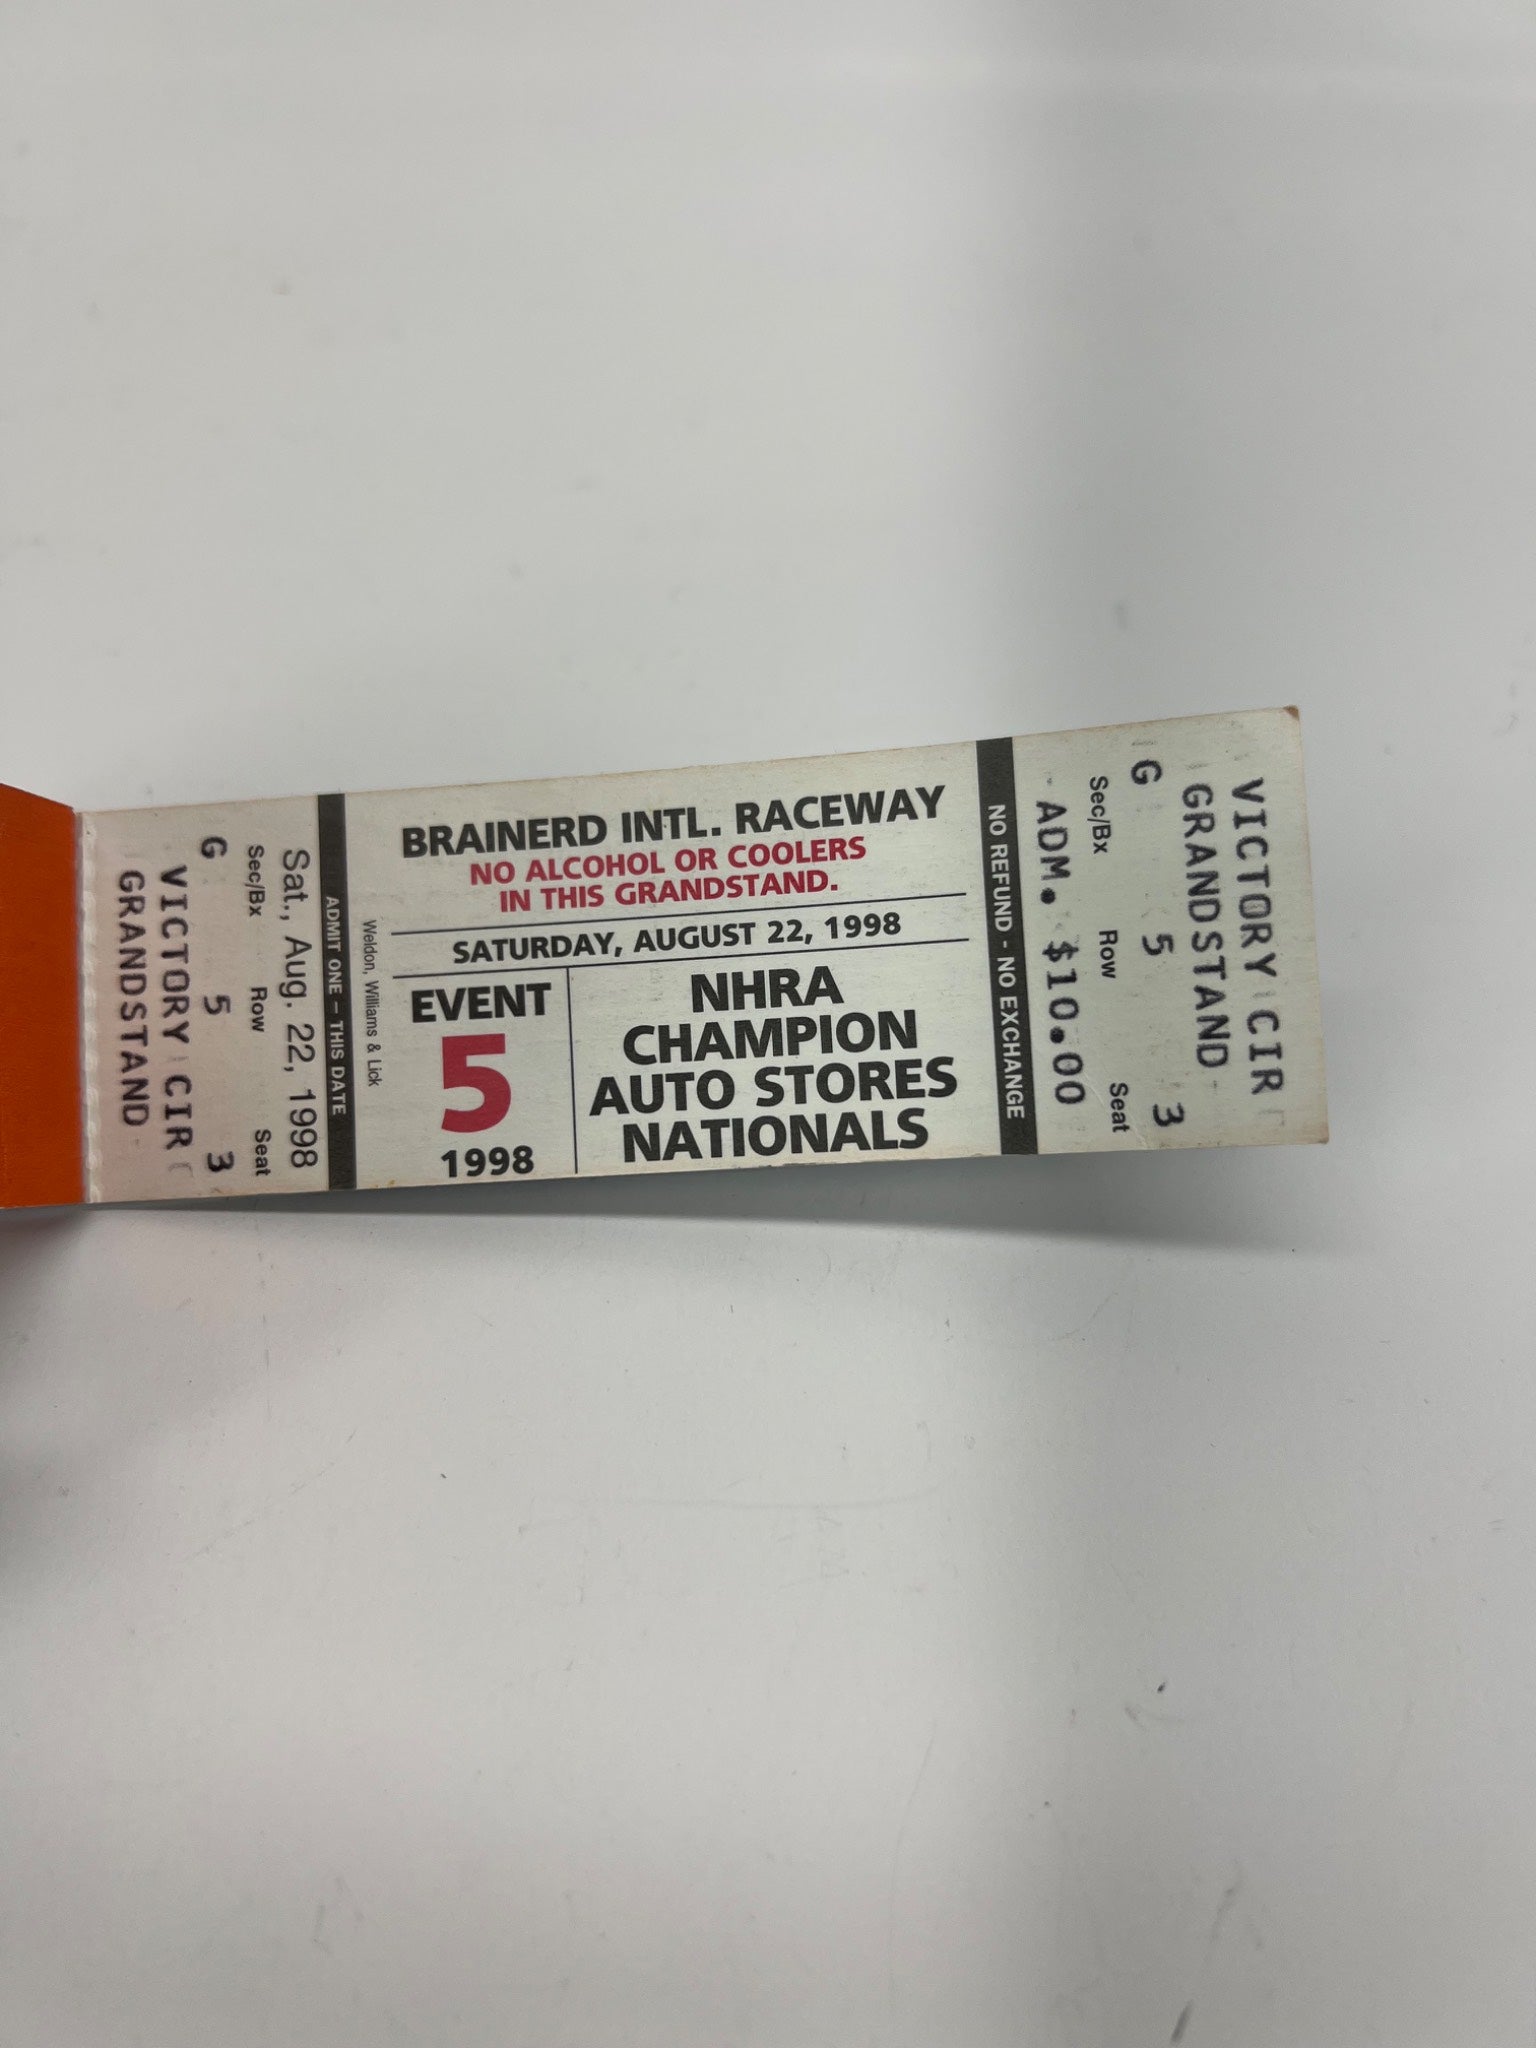 VICTORY CIR
GRANDSTAND
G 5 3
Sec/Bx Row Seat
Sat., Aug. 22, 1998
ADMIT ONE – THIS DATE
Weldon, Williams & Lick
BRAINERD INTL. RACEWAY
NO ALCOHOL OR COOLERS
IN THIS GRANDSTAND.
SATURDAY, AUGUST 22, 1998
EVENT
5
1998
NHRA
CHAMPION
AUTO STORES
NATIONALS
NO REFUND - NO EXCHANGE
VICTORY CIR
GRANDSTAND
G 5 3
Sec/Bx Row Seat
ADM. $10.00